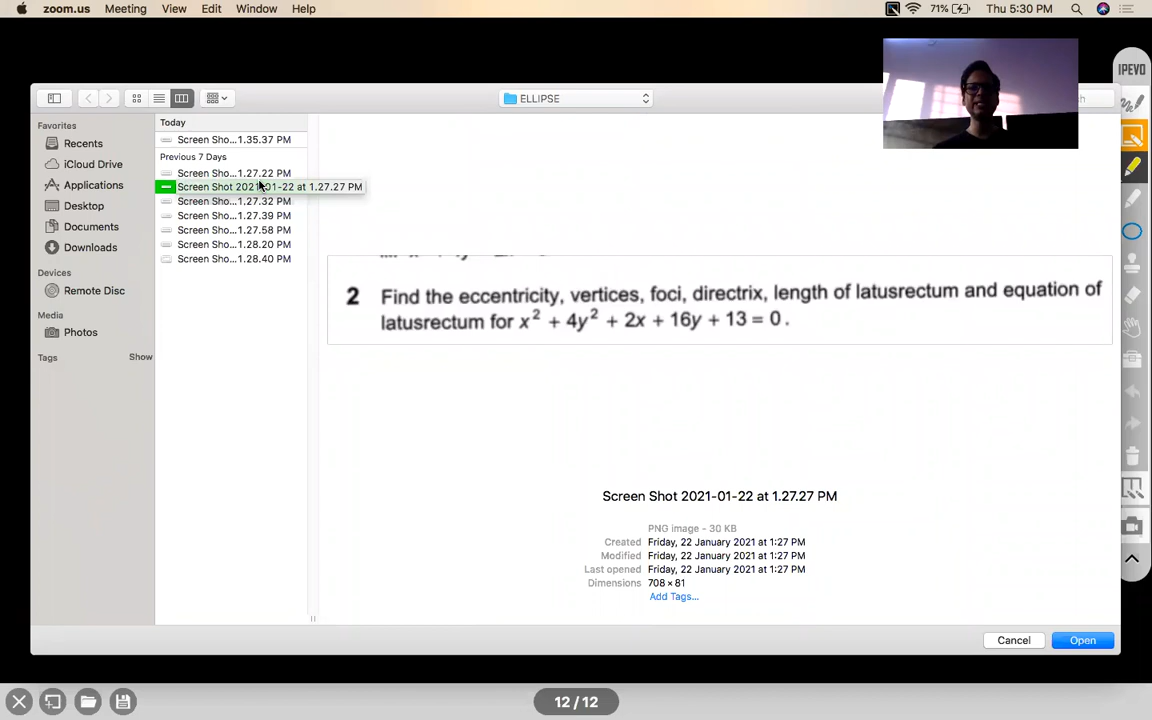 zoom.us Meeting View Edit Window Help
71% Thu 5:30 PM
IPEVO
ELLIPSE
Favorites
Recents
iCloud Drive
Applications
Desktop
Documents
Downloads
Devices
Remote Disc
Media
Photos
Tags Show
Today
Screen Sho...1.35.37 PM
Previous 7 Days
Screen Sho...1.27.22 PM
Screen Shot 2021-01-22 at 1.27.27 PM
Screen Sho...1.27.32 PM
Screen Sho...1.27.39 PM
Screen Sho...1.27.58 PM
Screen Sho...1.28.20 PM
Screen Sho...1.28.40 PM
2 Find the eccentricity, vertices, foci, directrix, length of latusrectum and equation of
latusrectum for x² + 4y² + 2x + 16y + 13 = 0.
Screen Shot 2021-01-22 at 1.27.27 PM
PNG image - 30 KB
Created Friday, 22 January 2021 at 1:27 PM
Modified Friday, 22 January 2021 at 1:27 PM
Last opened Friday, 22 January 2021 at 1:27 PM
Dimensions 708 × 81
Add Tags...
Cancel Open
12 / 12